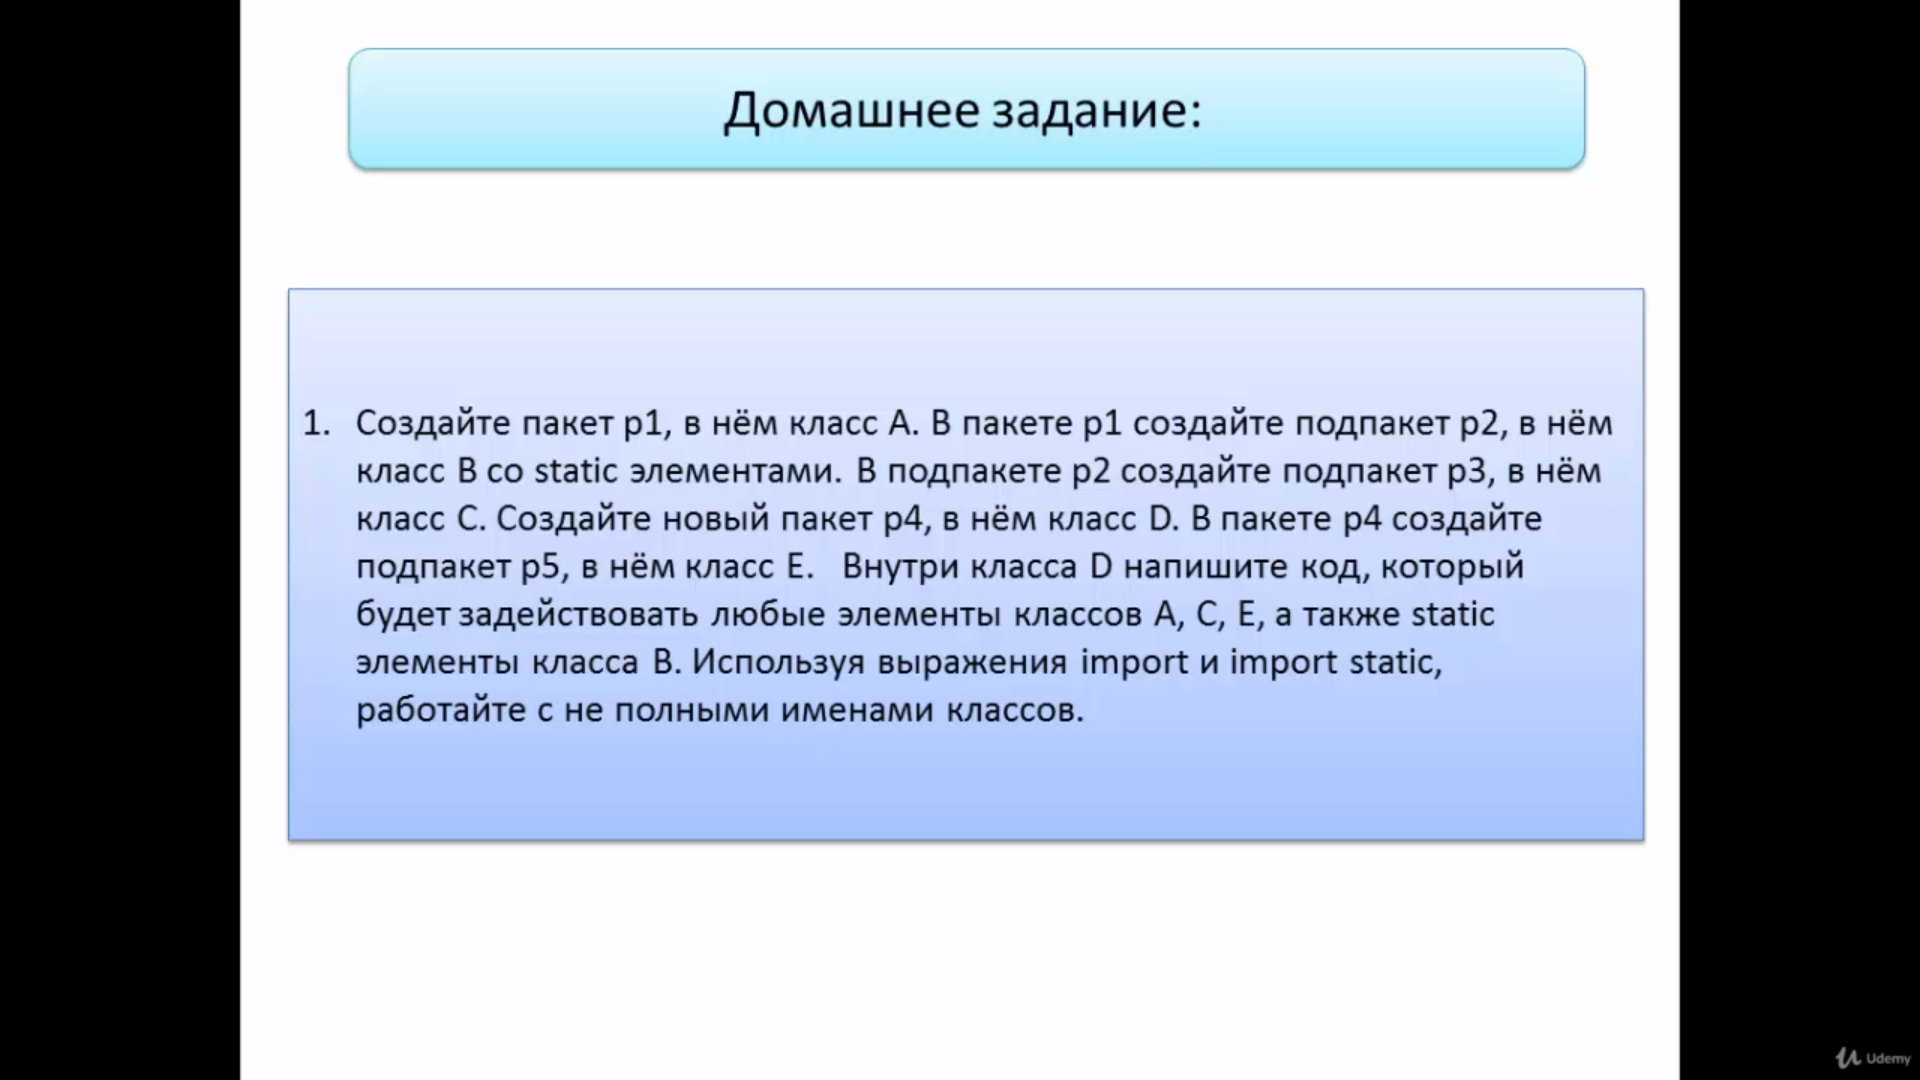 Домашнее задание:
1. Создайте пакет p1, в нём класс A. В пакете p1 создайте подпакет p2, в нём
класс B со static элементами. В подпакете p2 создайте подпакет p3, в нём
класс C. Создайте новый пакет p4, в нём класс D. В пакете p4 создайте
подпакет p5, в нём класс E. Внутри класса D напишите код, который
будет задействовать любые элементы классов A, C, E, а также static
элементы класса B. Используя выражения import и import static,
работайте с не полными именами классов.
Udemy